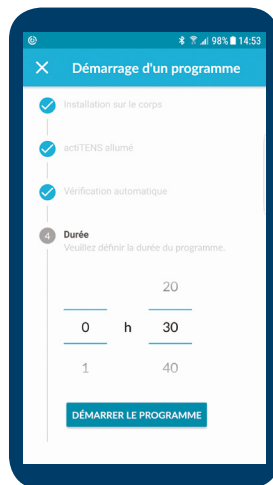 98% 14:53
Démarrage d'un programme
Installation sur le corps
actiTENS allumé
Vérification automatique
4 Durée
Veuillez définir la durée du programme.
20
0 h 30
1 40
DÉMARRER LE PROGRAMME